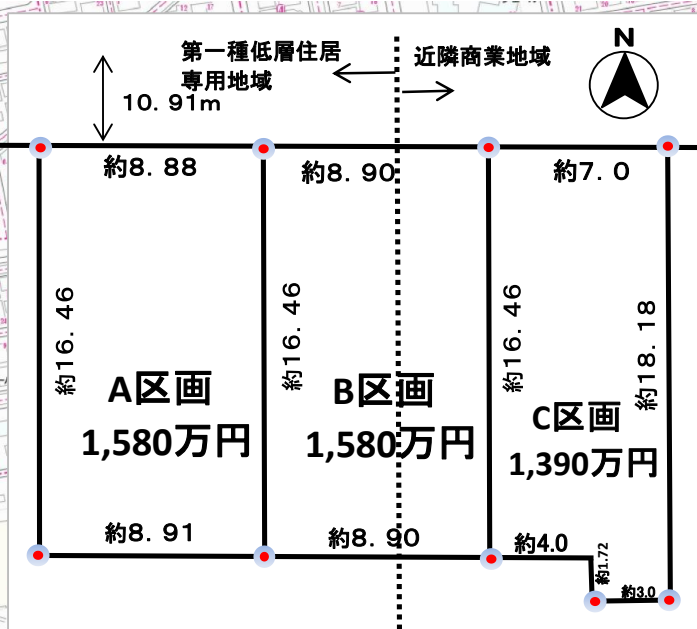 第一種低層住居
専用地域
近隣商業地域
N
10.91m
約8.88
約8.90
約7.0
約16.46
約16.46
約16.46
約18.18
A区画
1,580万円
B区画
1,580万円
C区画
1,390万円
約8.91
約8.90
約4.0
約1.72
約3.0